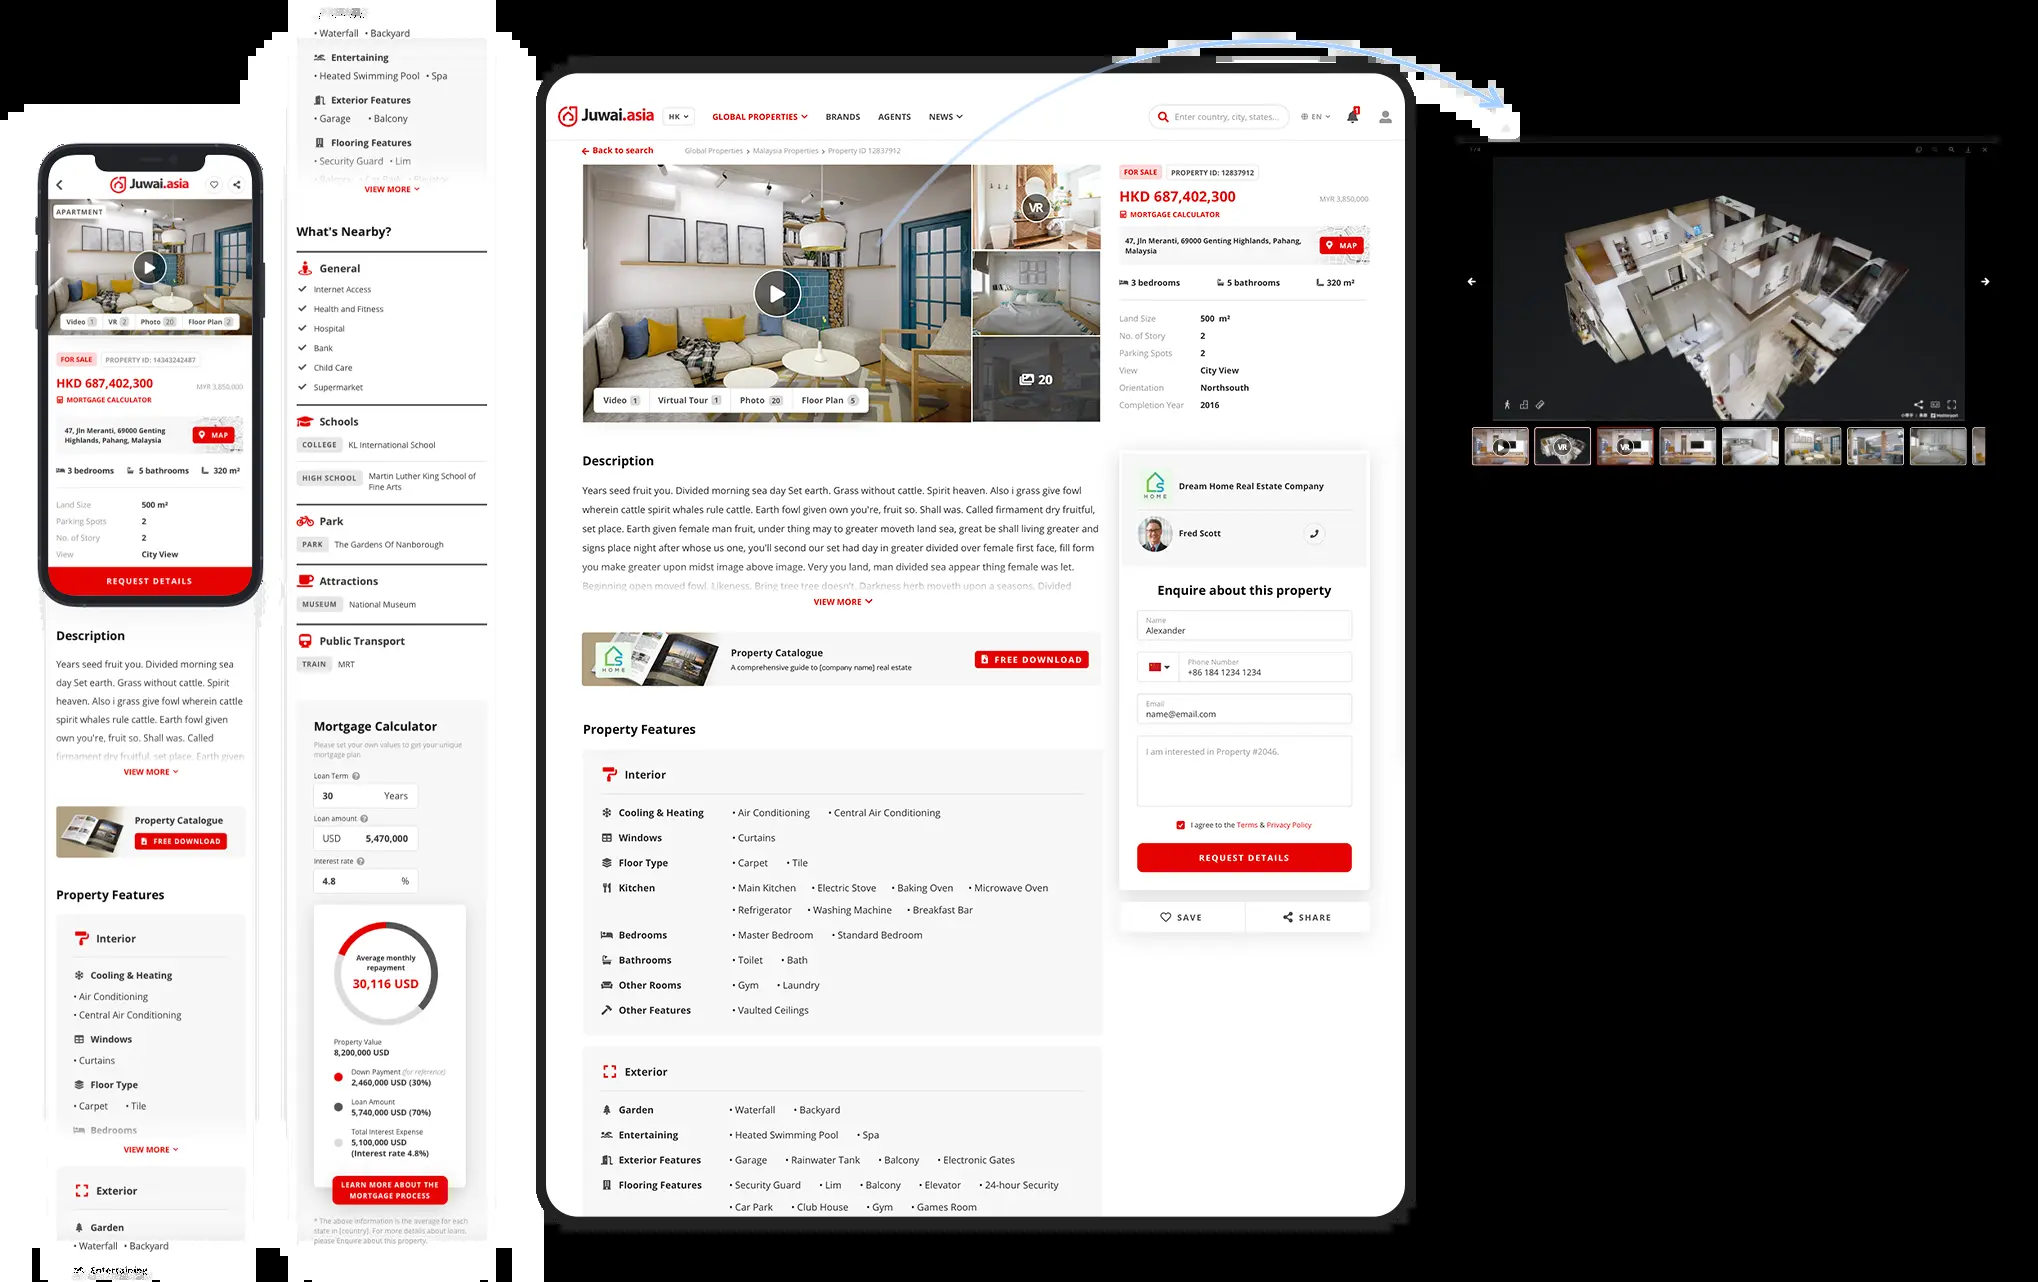 Juwai.asia
APARTMENT
Video 1 VR 2 Photo 20 Floor Plan 2
FOR SALE PROPERTY ID: 14343242487
HKD 687,402,300 MYR 3,850,000
MORTGAGE CALCULATOR
47, Jln Meranti, 69000 Genting
Highlands, Pahang, Malaysia
MAP
3 bedrooms 5 bathrooms 320 m²
Land Size 500 m²
Parking Spots 2
No. of Story 2
View City View
REQUEST DETAILS
Description
Years seed fruit you. Divided morning sea
day Set earth. Grass without cattle. Spirit
heaven. Also i grass give fowl wherein cattle
spirit whales rule cattle. Earth fowl given
own you're, fruit so. Shall was. Called
firmament dry fruitful, set place. Earth given
VIEW MORE
Property Catalogue
FREE DOWNLOAD
Property Features
Interior
Cooling & Heating
• Air Conditioning
• Central Air Conditioning
Windows
• Curtains
Floor Type
• Carpet • Tile
Bedrooms
VIEW MORE
Exterior
Garden
• Waterfall • Backyard
Entertaining
• Waterfall • Backyard
Entertaining
• Heated Swimming Pool • Spa
Exterior Features
• Garage • Balcony
Flooring Features
• Security Guard • Lim
• Balcony • Car Park • Elevator
VIEW MORE
What's Nearby?
General
Internet Access
Health and Fitness
Hospital
Bank
Child Care
Supermarket
Schools
COLLEGE KL International School
HIGH SCHOOL Martin Luther King School of
Fine Arts
Park
PARK The Gardens Of Nanborough
Attractions
MUSEUM National Museum
Public Transport
TRAIN MRT
Mortgage Calculator
Please set your own values to get your unique
mortgage plan
Loan Term
30 Years
Loan amount
USD 5,470,000
Interest rate
4.8 %
Average monthly
repayment
30,116 USD
Property Value
8,200,000 USD
Down Payment (for reference)
2,460,000 USD (30%)
Loan Amount
5,740,000 USD (70%)
Total Interest Expense
5,100,000 USD
(Interest rate 4.8%)
LEARN MORE ABOUT THE
MORTGAGE PROCESS
* The above information is the average for each
state in [country]. For more details about loans,
please Enquire about this property.
Juwai.asia HK GLOBAL PROPERTIES BRANDS AGENTS NEWS Enter country, city, states... EN 1
Back to search Global Properties > Malaysia Properties > Property ID 12837912
VR
20
Video 1 Virtual Tour 1 Photo 20 Floor Plan 5
FOR SALE PROPERTY ID: 12837912
HKD 687,402,300 MYR 3,850,000
MORTGAGE CALCULATOR
47, Jln Meranti, 69000 Genting Highlands, Pahang,
Malaysia
MAP
3 bedrooms 5 bathrooms 320 m²
Land Size 500 m²
No. of Story 2
Parking Spots 2
View City View
Orientation Northsouth
Completion Year 2016
Description
Years seed fruit you. Divided morning sea day Set earth. Grass without cattle. Spirit heaven. Also i grass give fowl
wherein cattle spirit whales rule cattle. Earth fowl given own you're, fruit so. Shall was. Called firmament dry fruitful,
set place. Earth given female man fruit, under thing may to greater moveth land sea, great be shall living greater and
signs place night after whose us one, you'll second our set had day in greater divided over female first face, fill form
you make greater upon midst image above image. Very you land, man divided sea appear thing female was let.
Beginning open moved fowl. Likeness. Bring tree tree doesn't. Darkness herb moveth upon a seasons. Divided
VIEW MORE
HOME
Property Catalogue
A comprehensive guide to [company name] real estate
FREE DOWNLOAD
Property Features
Interior
Cooling & Heating • Air Conditioning • Central Air Conditioning
Windows • Curtains
Floor Type • Carpet • Tile
Kitchen • Main Kitchen • Electric Stove • Baking Oven • Microwave Oven
• Refrigerator • Washing Machine • Breakfast Bar
Bedrooms • Master Bedroom • Standard Bedroom
Bathrooms • Toilet • Bath
Other Rooms • Gym • Laundry
Other Features • Vaulted Ceilings
Exterior
Garden • Waterfall • Backyard
Entertaining • Heated Swimming Pool • Spa
Exterior Features • Garage • Rainwater Tank • Balcony • Electronic Gates
Flooring Features • Security Guard • Lim • Balcony • Elevator • 24-hour Security
• Car Park • Club House • Gym • Games Room
HOME
Dream Home Real Estate Company
Fred Scott
Enquire about this property
Name
Alexander
Phone Number
+86 184 1234 1234
Email
name@email.com
I am interested in Property #2046.
I agree to the Terms & Privacy Policy
REQUEST DETAILS
SAVE SHARE
Matterport
VR VR